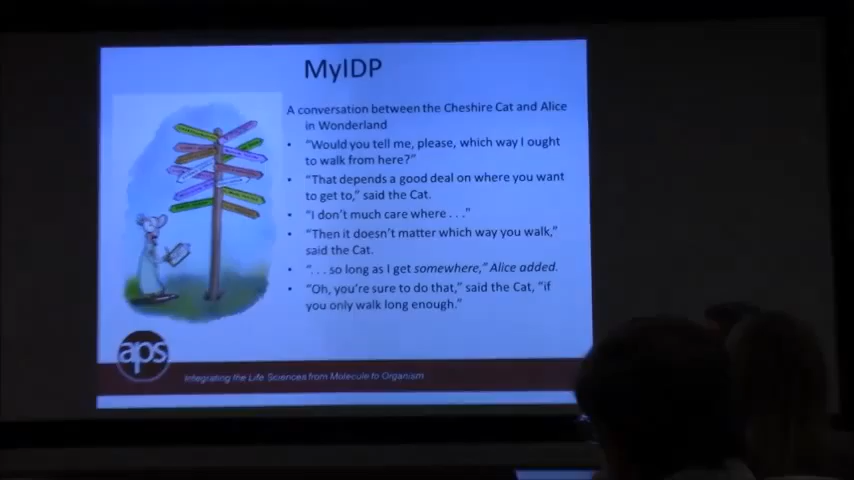 MyIDP
A conversation between the Cheshire Cat and Alice
in Wonderland
• "Would you tell me, please, which way I ought
to walk from here?"
• "That depends a good deal on where you want
to get to," said the Cat.
• "I don't much care where . . ."
• "Then it doesn't matter which way you walk,"
said the Cat.
• ". . . so long as I get somewhere," Alice added.
• "Oh, you're sure to do that," said the Cat, "if
you only walk long enough."
aps
Integrating the Life Sciences from Molecule to Organism